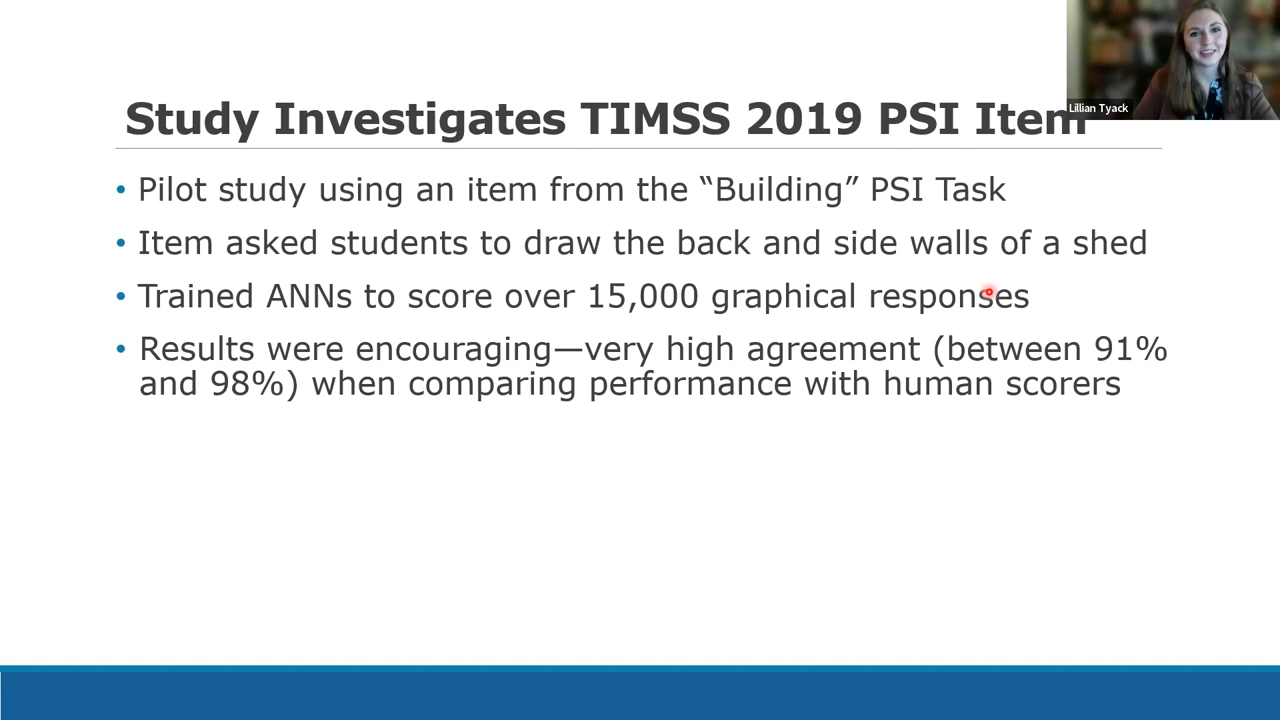 Lillian Tyack
Study Investigates TIMSS 2019 PSI Item
• Pilot study using an item from the “Building” PSI Task
• Item asked students to draw the back and side walls of a shed
• Trained ANNs to score over 15,000 graphical responses
• Results were encouraging—very high agreement (between 91%
and 98%) when comparing performance with human scorers